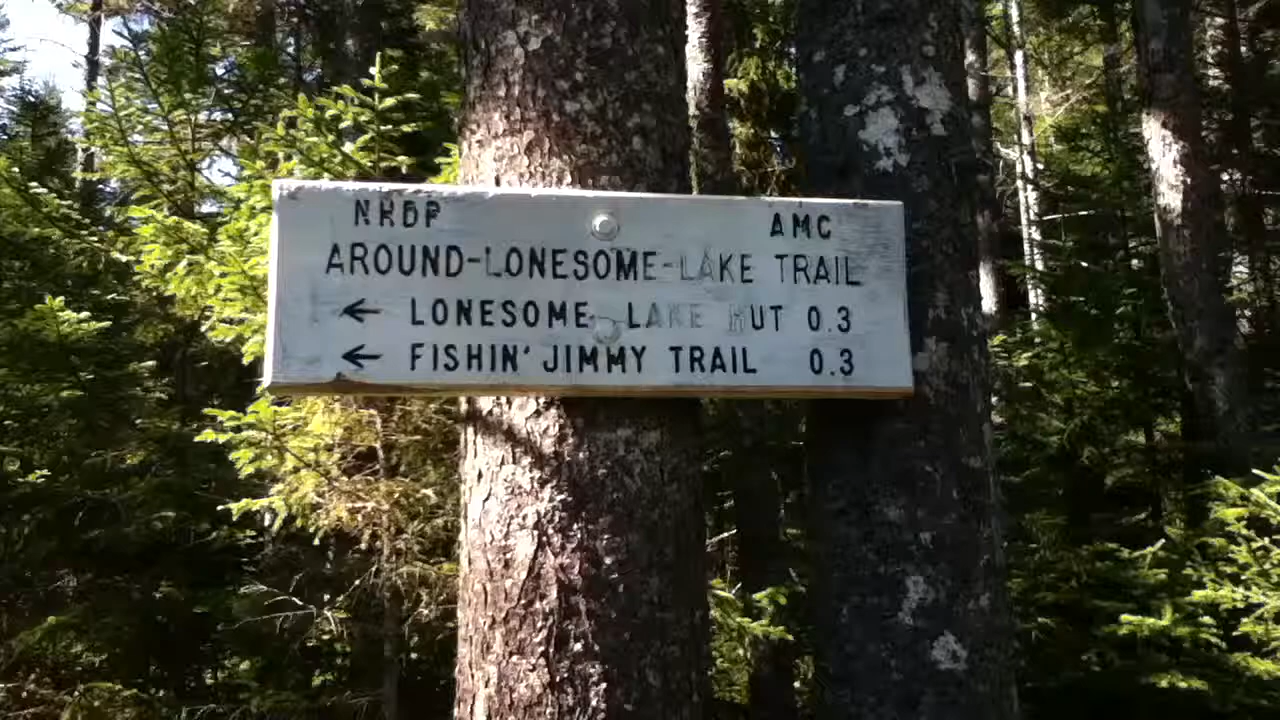 NHDP AMC
AROUND-LONESOME-LAKE TRAIL
← LONESOME LAKE HUT 0.3
← FISHIN' JIMMY TRAIL 0.3